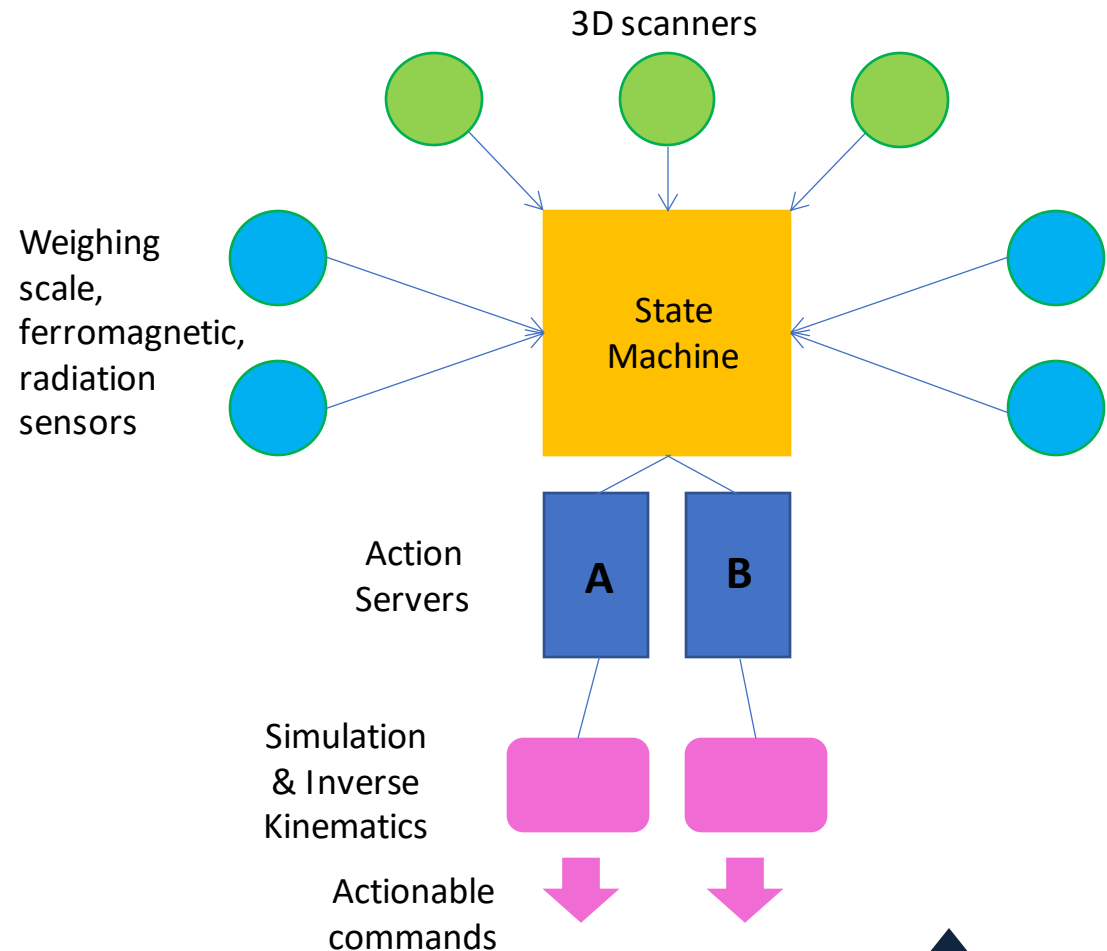 3D scanners
Weighing
scale,
ferromagnetic,
radiation
sensors
State
Machine
Action
Servers
A
B
Simulation
& Inverse
Kinematics
Actionable
commands